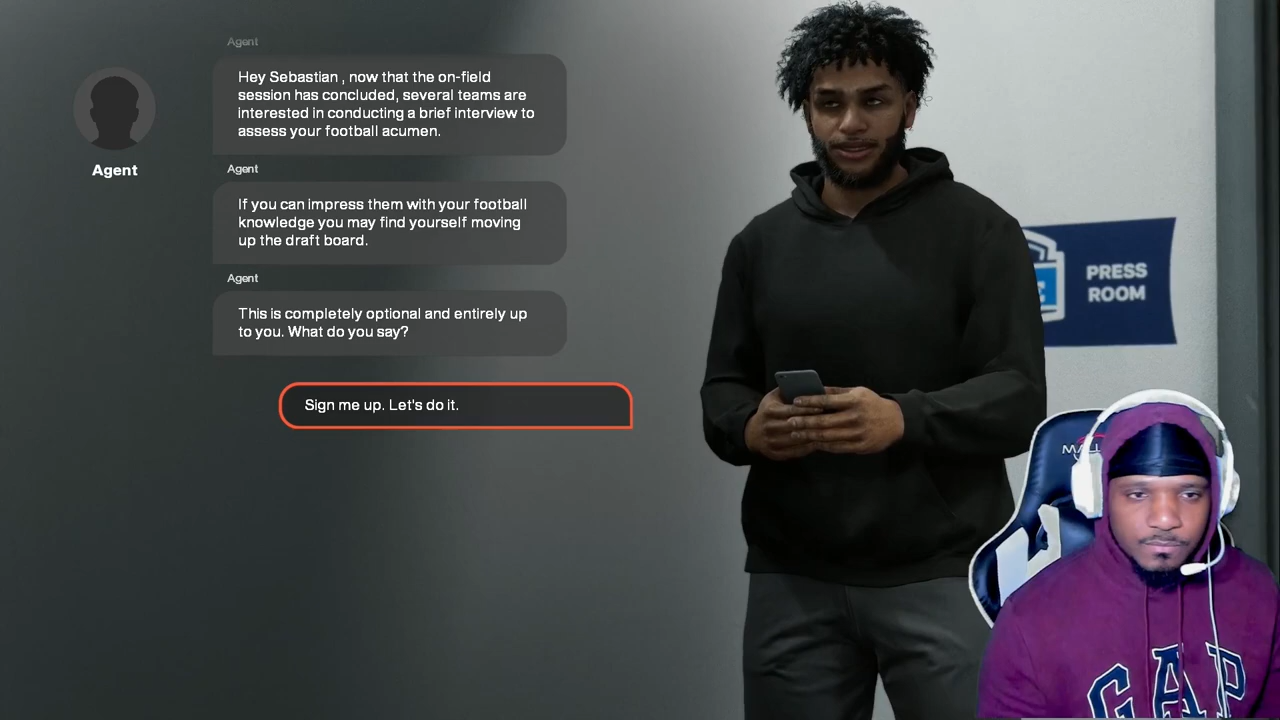 Agent
Hey Sebastian , now that the on-field
session has concluded, several teams are
interested in conducting a brief interview to
assess your football acumen.
Agent
Agent
If you can impress them with your football
knowledge you may find yourself moving
up the draft board.
Agent
This is completely optional and entirely up
to you. What do you say?
Sign me up. Let's do it.
PRESS
ROOM
GAP